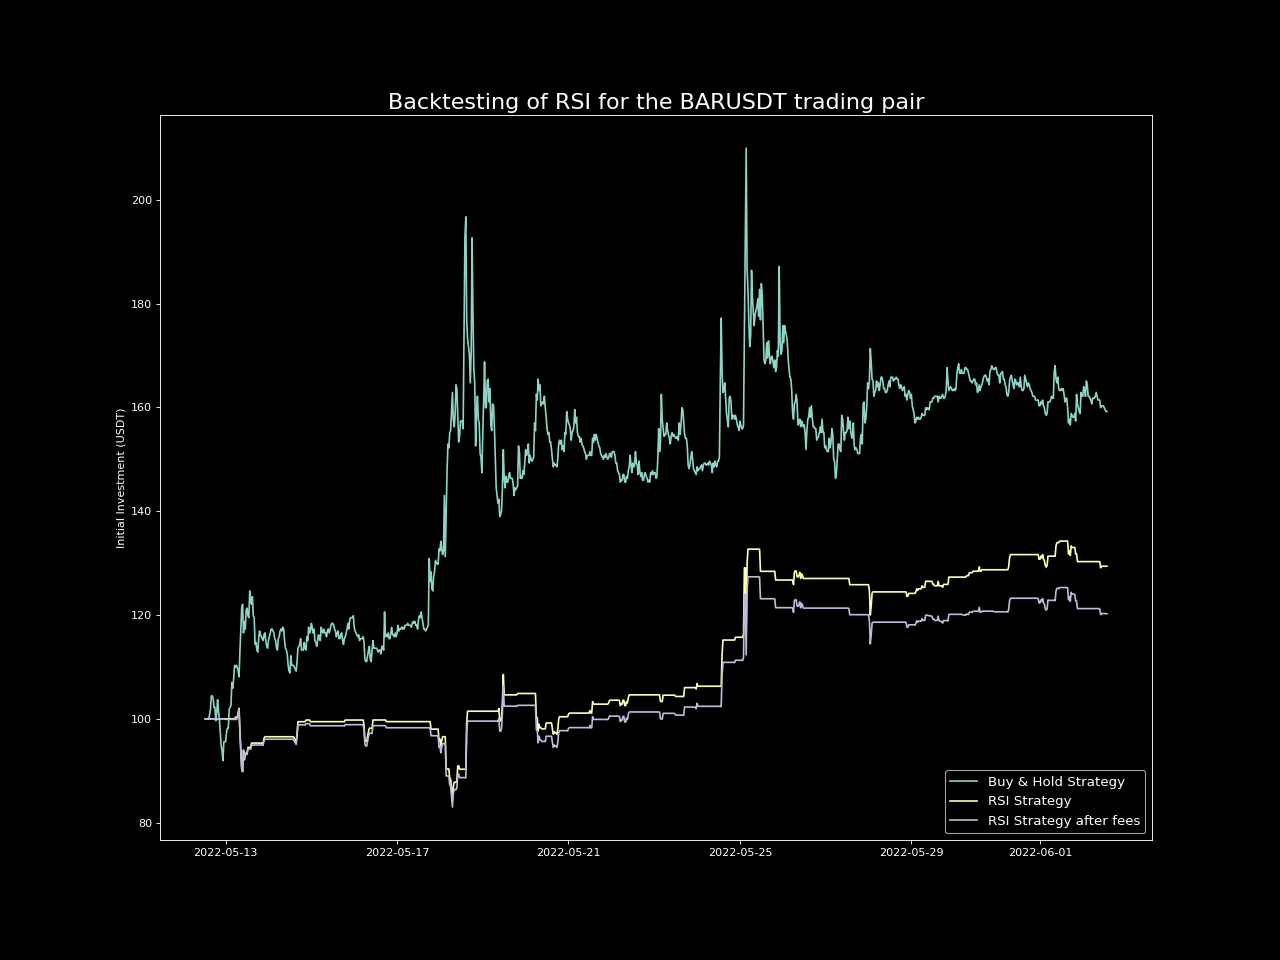 Backtesting of RSI for the BARUSDT trading pair
Initial Investment (USDT)
200
180
160
140
120
100
80
2022-05-13
2022-05-17
2022-05-21
2022-05-25
2022-05-29
2022-06-01
Buy & Hold Strategy
RSI Strategy
RSI Strategy after fees